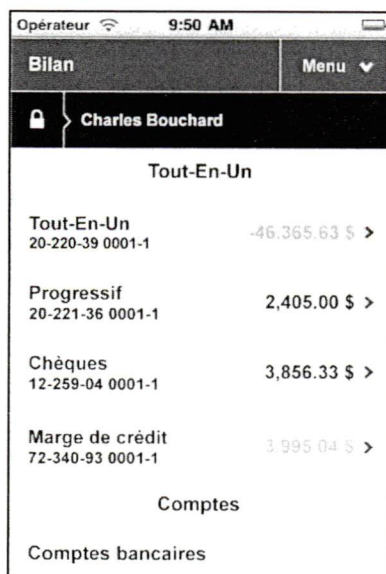 Opérateur 9:50 AM
Bilan Menu
Charles Bouchard
Tout-En-Un
Tout-En-Un
20-220-39 0001-1 -46.365.63 $ >
Progressif
20-221-36 0001-1 2,405.00 $ >
Chèques
12-259-04 0001-1 3,856.33 $ >
Marge de crédit
72-340-93 0001-1 3 995 04 $ >
Comptes
Comptes bancaires